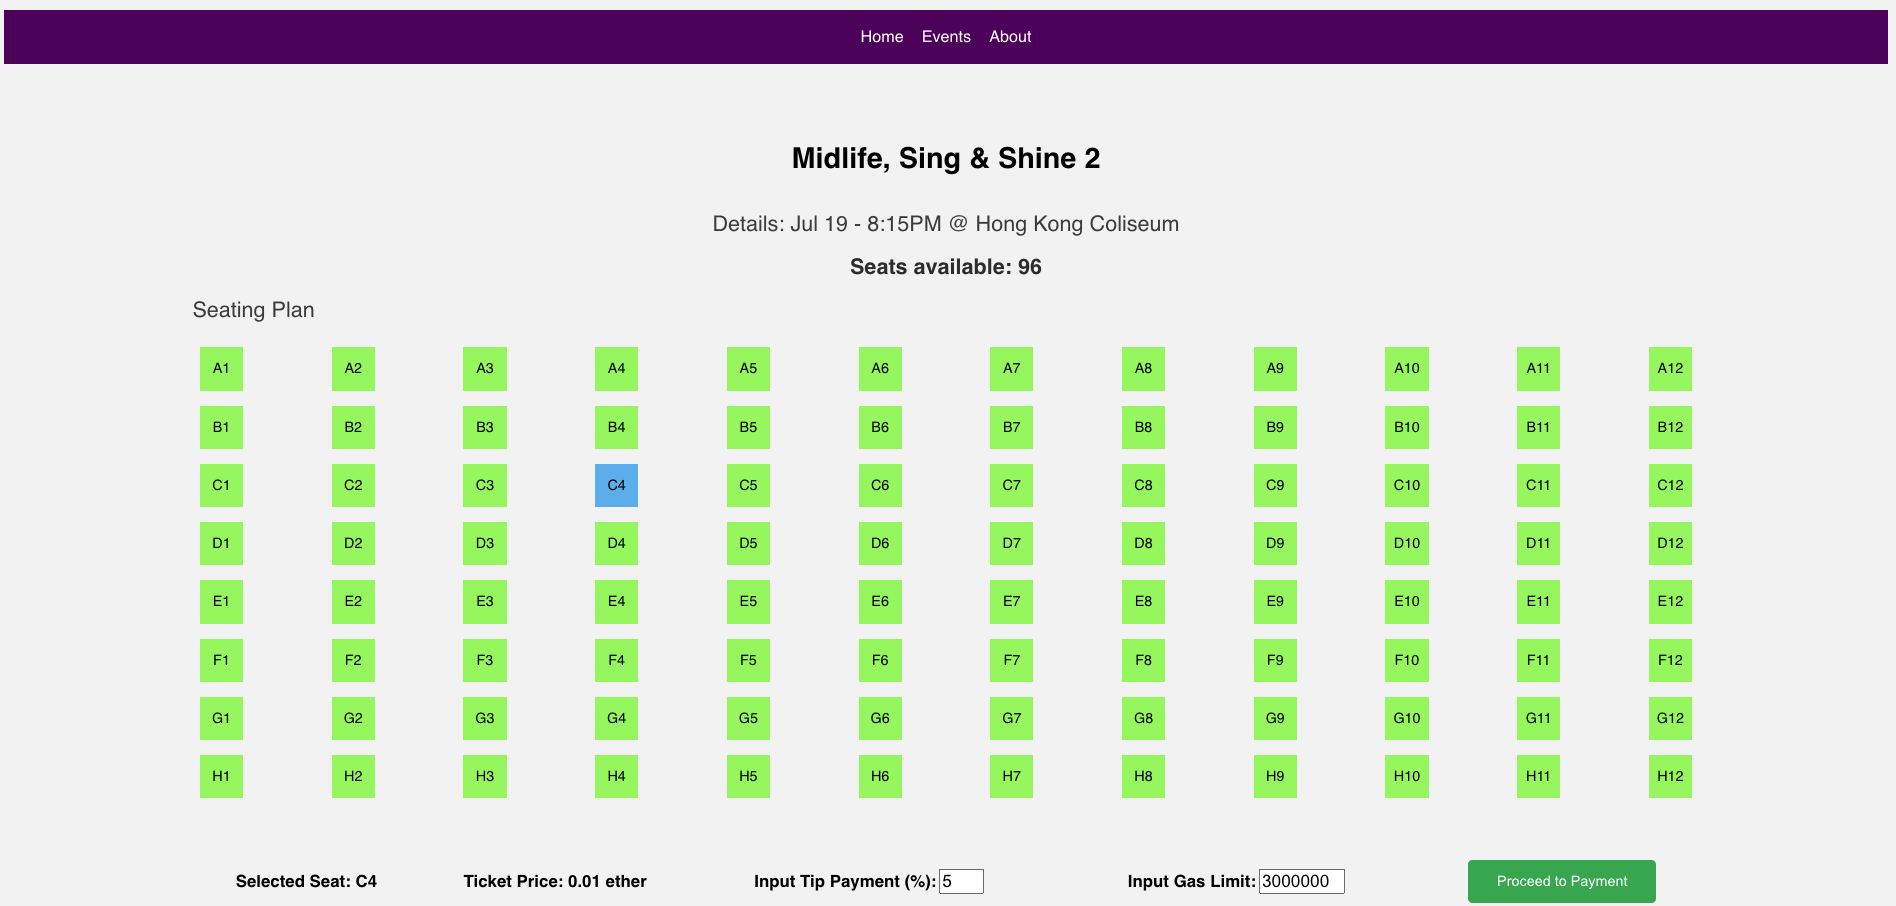 Home Events About
Midlife, Sing & Shine 2
Details: Jul 19 - 8:15PM @ Hong Kong Coliseum
Seats available: 96
Seating Plan
A1 A2 A3 A4 A5 A6 A7 A8 A9 A10 A11 A12
B1 B2 B3 B4 B5 B6 B7 B8 B9 B10 B11 B12
C1 C2 C3 C4 C5 C6 C7 C8 C9 C10 C11 C12
D1 D2 D3 D4 D5 D6 D7 D8 D9 D10 D11 D12
E1 E2 E3 E4 E5 E6 E7 E8 E9 E10 E11 E12
F1 F2 F3 F4 F5 F6 F7 F8 F9 F10 F11 F12
G1 G2 G3 G4 G5 G6 G7 G8 G9 G10 G11 G12
H1 H2 H3 H4 H5 H6 H7 H8 H9 H10 H11 H12
Selected Seat: C4 Ticket Price: 0.01 ether Input Tip Payment (%): 5 Input Gas Limit: 3000000 Proceed to Payment